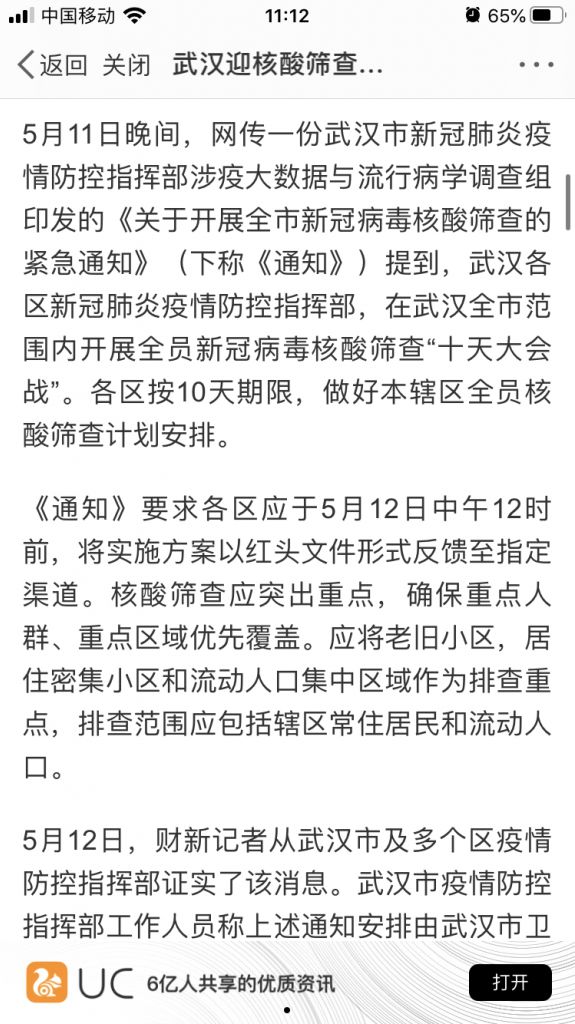 中国移动
11:12
65%
返回 关闭 武汉迎核酸筛查...
5月11日晚间，网传一份武汉市新冠肺炎疫
情防控指挥部涉疫大数据与流行病学调查组
印发的《关于开展全市新冠病毒核酸筛查的
紧急通知》（下称《通知》）提到，武汉各
区新冠肺炎疫情防控指挥部，在武汉全市范
围内开展全员新冠病毒核酸筛查“十天大会
战”。各区按10天期限，做好本辖区全员核
酸筛查计划安排。
《通知》要求各区应于5月12日中午12时
前，将实施方案以红头文件形式反馈至指定
渠道。核酸筛查应突出重点，确保重点人
群、重点区域优先覆盖。应将老旧小区，居
住密集小区和流动人口集中区域作为排查重
点，排查范围应包括辖区常住居民和流动人
口。
5月12日，财新记者从武汉市及多个区疫情
防控指挥部证实了该消息。武汉市疫情防控
指挥部工作人员称上述通知安排由武汉市卫
UC 6亿人共享的优质资讯 打开